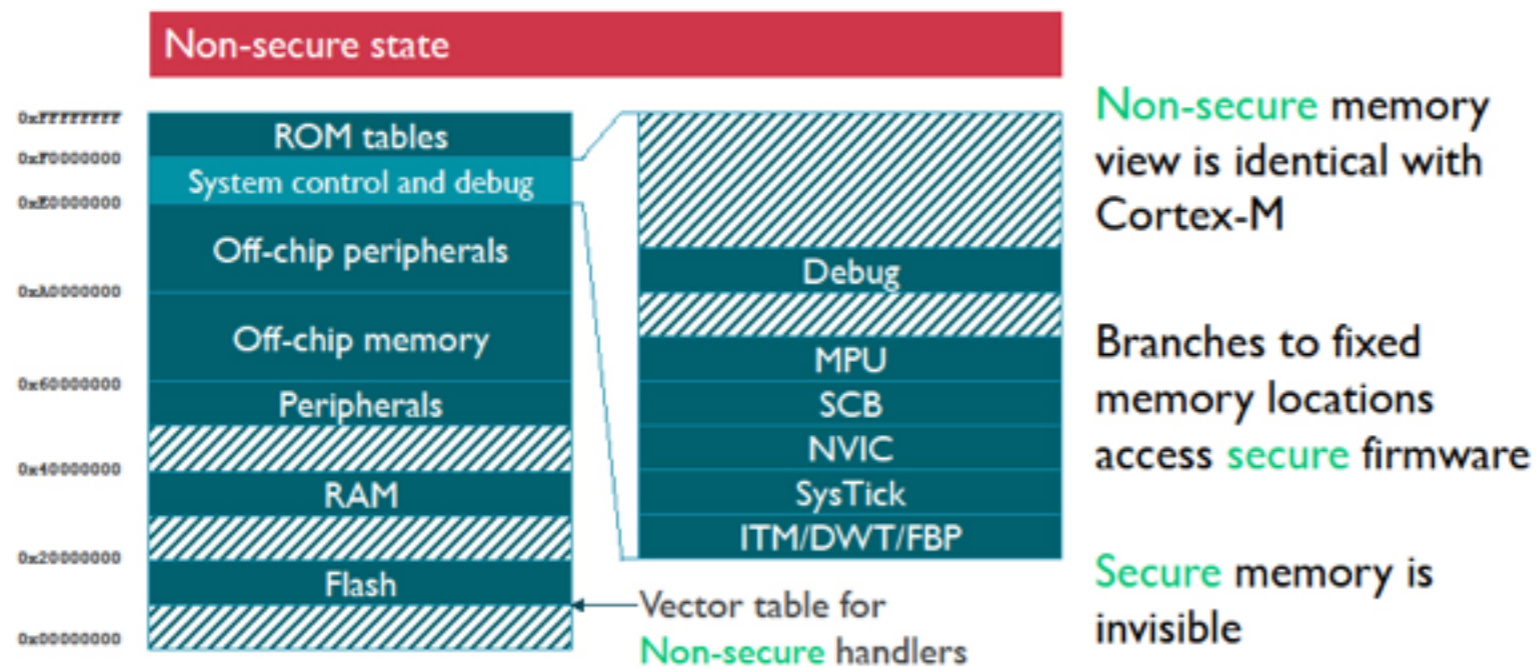 Non-secure state
0xFFFFFFFF
ROM tables
0xF0000000
System control and debug
0xE0000000
Off-chip peripherals
0xA0000000
Off-chip memory
0x60000000
Peripherals
0x40000000
RAM
0x20000000
Flash
0x00000000
Debug
MPU
SCB
NVIC
SysTick
ITM/DWT/FBP
Vector table for
Non-secure handlers
Non-secure memory
view is identical with
Cortex-M
Branches to fixed
memory locations
access secure firmware
Secure memory is
invisible